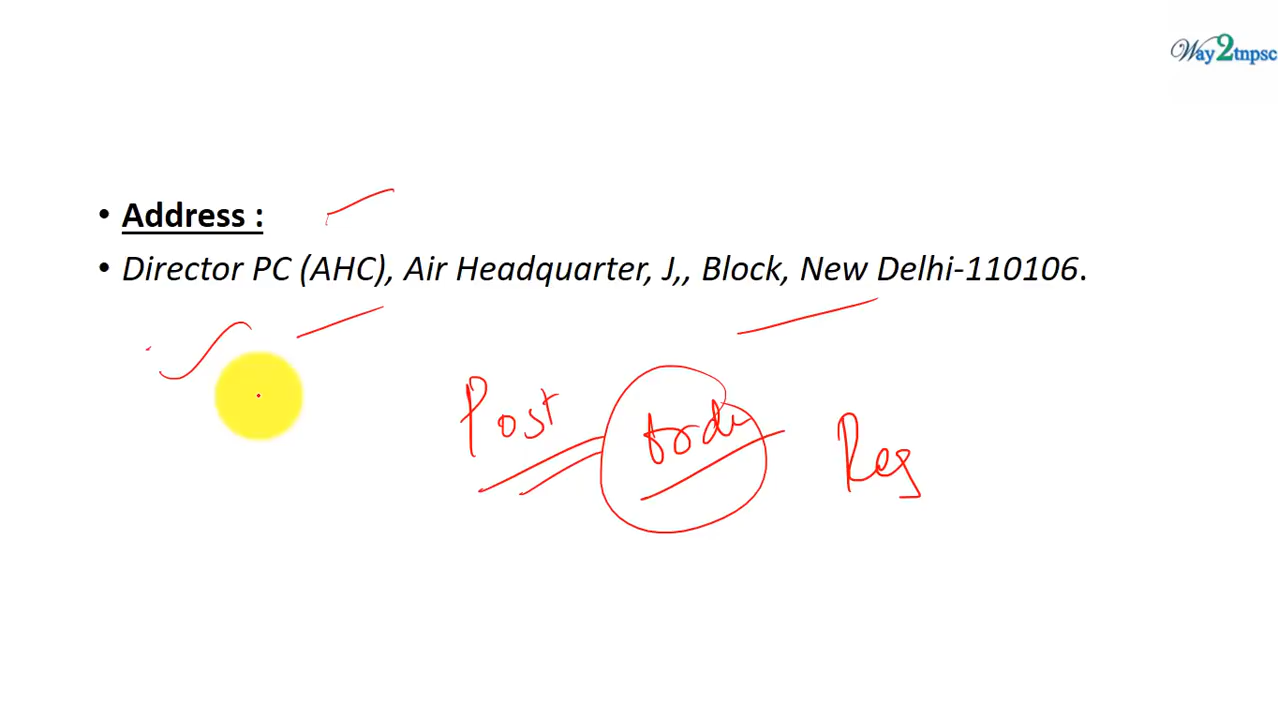 Way2tnpsc
• Address :
• Director PC (AHC), Air Headquarter, J,, Block, New Delhi-110106.
Post
Reg